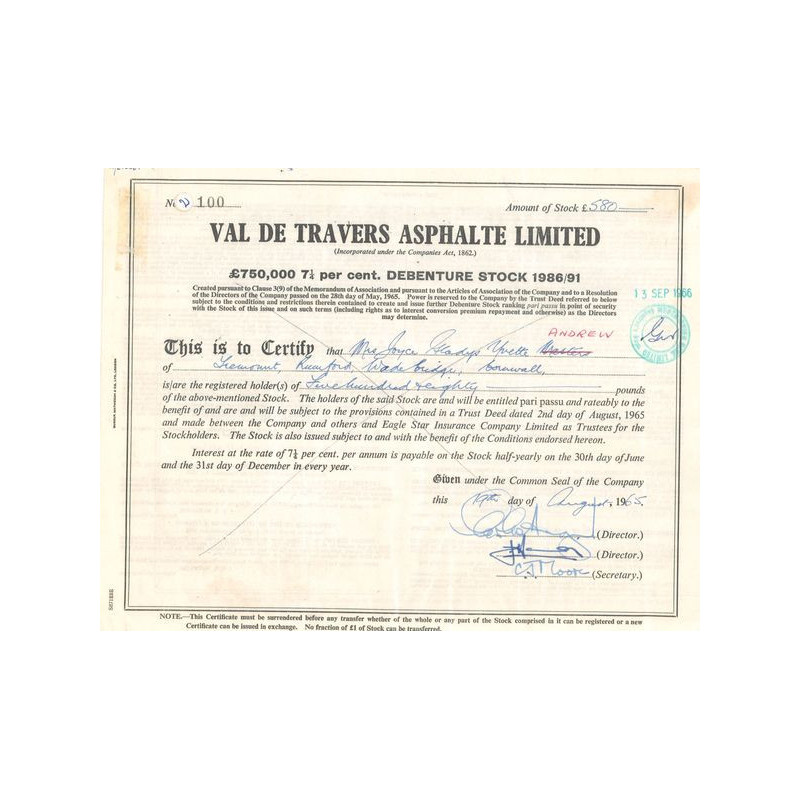 No. 2 100
Amount of Stock £ 580
VAL DE TRAVERS ASPHALTE LIMITED
(Incorporated under the Companies Act, 1862.)
£750,000 7¼ per cent. DEBENTURE STOCK 1986/91
Created pursuant to Clause 3(9) of the Memorandum of Association and pursuant to the Articles of Association of the Company and to a Resolution
of the Directors of the Company passed on the 28th day of May, 1965. Power is reserved to the Company by the Trust Deed referred to below
subject to the conditions and restrictions therein contained to create and issue further Debenture Stock ranking pari passu in point of security
with the Stock of this issue and on such terms (including rights as to interest conversion premium repayment and otherwise) as the Directors
may determine.
13 SEP 1966
ANDREW
This is to Certify that Mrs Joyce Gladys Yvette
of Tremount, Rumford, Wadebridge, Cornwall,
is/are the registered holder(s) of Five hundred & eighty pounds
of the above-mentioned Stock. The holders of the said Stock are and will be entitled pari passu and rateably to the
benefit of and are and will be subject to the provisions contained in a Trust Deed dated 2nd day of August, 1965
and made between the Company and others and Eagle Star Insurance Company Limited as Trustees for the
Stockholders. The Stock is also issued subject to and with the benefit of the Conditions endorsed hereon.
Interest at the rate of 7¼ per cent. per annum is payable on the Stock half-yearly on the 30th day of June
and the 31st day of December in every year.
Given under the Common Seal of the Company
this 19th day of August, 1965.
(Director.)
(Director.)
C J Moore (Secretary.)
NOTE.—This Certificate must be surrendered before any transfer whether of the whole or any part of the Stock comprised in it can be registered or a new
Certificate can be issued in exchange. No fraction of £1 of Stock can be transferred.